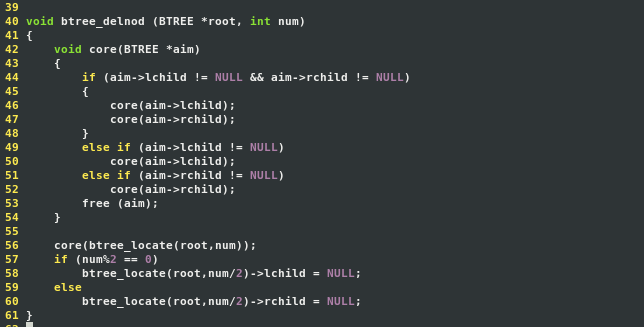 39
40 void btree_delnod (BTREE *root, int num)
41 {
42     void core(BTREE *aim)
43     {
44         if (aim->lchild != NULL && aim->rchild != NULL)
45         {
46             core(aim->lchild);
47             core(aim->rchild);
48         }
49         else if (aim->lchild != NULL)
50             core(aim->lchild);
51         else if (aim->rchild != NULL)
52             core(aim->rchild);
53         free (aim);
54     }
55
56     core(btree_locate(root,num));
57     if (num%2 == 0)
58         btree_locate(root,num/2)->lchild = NULL;
59     else
60         btree_locate(root,num/2)->rchild = NULL;
61 }